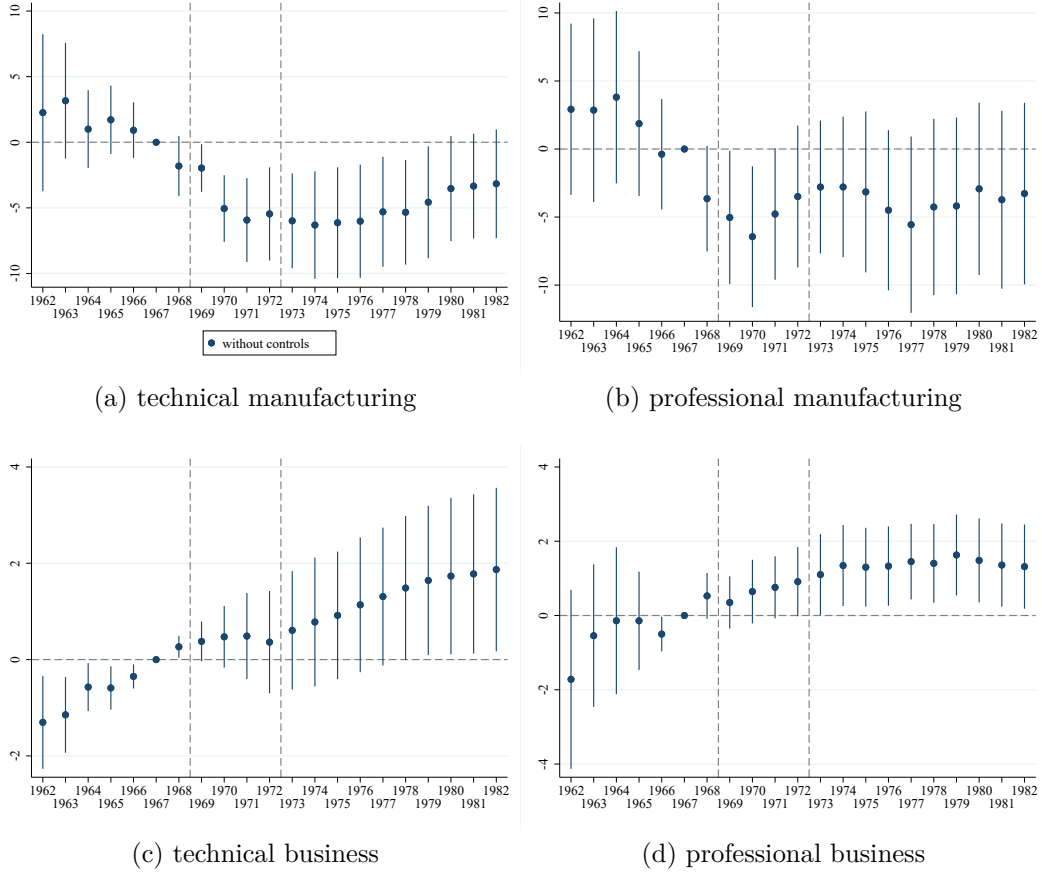 10
5
0
-5
-10
1962 1964 1966 1968 1970 1972 1974 1976 1978 1980 1982
1963 1965 1967 1969 1971 1973 1975 1977 1979 1981
without controls
(a) technical manufacturing
10
5
0
-5
-10
1962 1964 1966 1968 1970 1972 1974 1976 1978 1980 1982
1963 1965 1967 1969 1971 1973 1975 1977 1979 1981
(b) professional manufacturing
4
2
0
-2
1962 1964 1966 1968 1970 1972 1974 1976 1978 1980 1982
1963 1965 1967 1969 1971 1973 1975 1977 1979 1981
(c) technical business
4
2
0
-2
-4
1962 1964 1966 1968 1970 1972 1974 1976 1978 1980 1982
1963 1965 1967 1969 1971 1973 1975 1977 1979 1981
(d) professional business